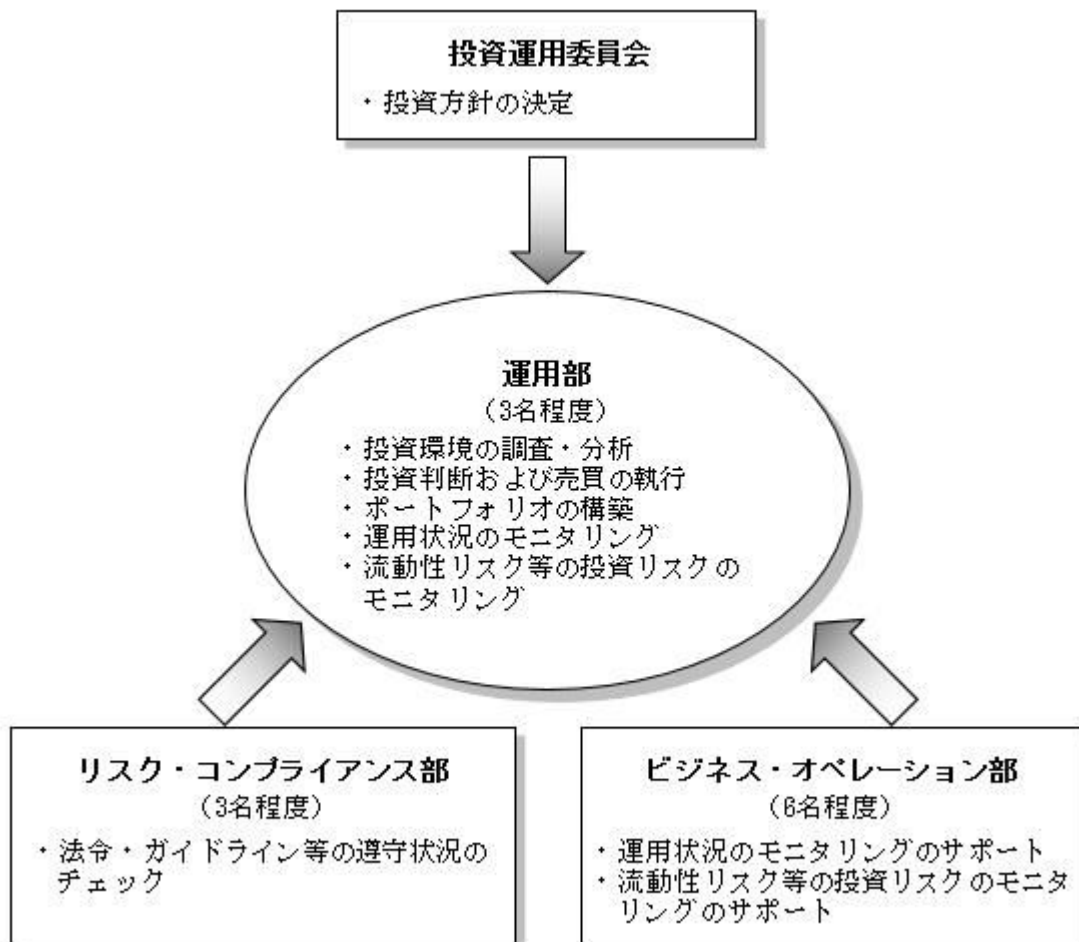 投資運用委員会
・投資方針の決定
運用部
(3名程度)
・投資環境の調査・分析
・投資判断および売買の執行
・ポートフォリオの構築
・運用状況のモニタリング
・流動性リスク等の投資リスクの
モニタリング
リスク・コンプライアンス部
(3名程度)
・法令・ガイドライン等の遵守状況の
チェック
ビジネス・オペレーション部
(6名程度)
・運用状況のモニタリングのサポート
・流動性リスク等の投資リスクのモニタ
リングのサポート